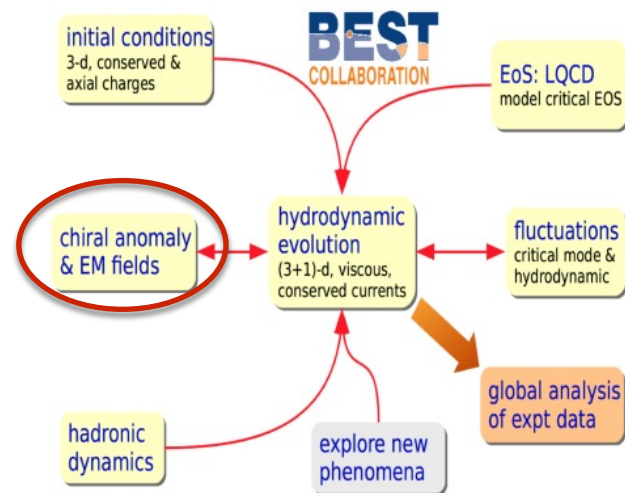 initial conditions
3-d, conserved &
axial charges
BEST
COLLABORATION
EoS: LQCD
model critical EOS
chiral anomaly
& EM fields
hydrodynamic
evolution
(3+1)-d, viscous,
conserved currents
fluctuations
critical mode &
hydrodynamic
hadronic
dynamics
explore new
phenomena
global analysis
of expt data